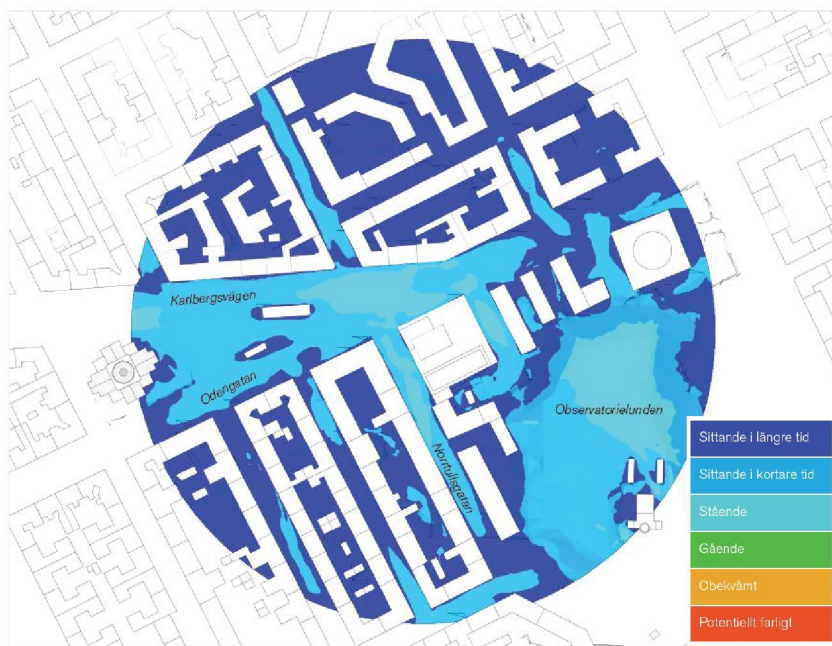 Karlbergsvägen
Odengatan
Norrtullsgatan
Observatorielunden
Sittande i längre tid
Sittande i kortare tid
Stående
Gående
Obekvämt
Potentiellt farligt